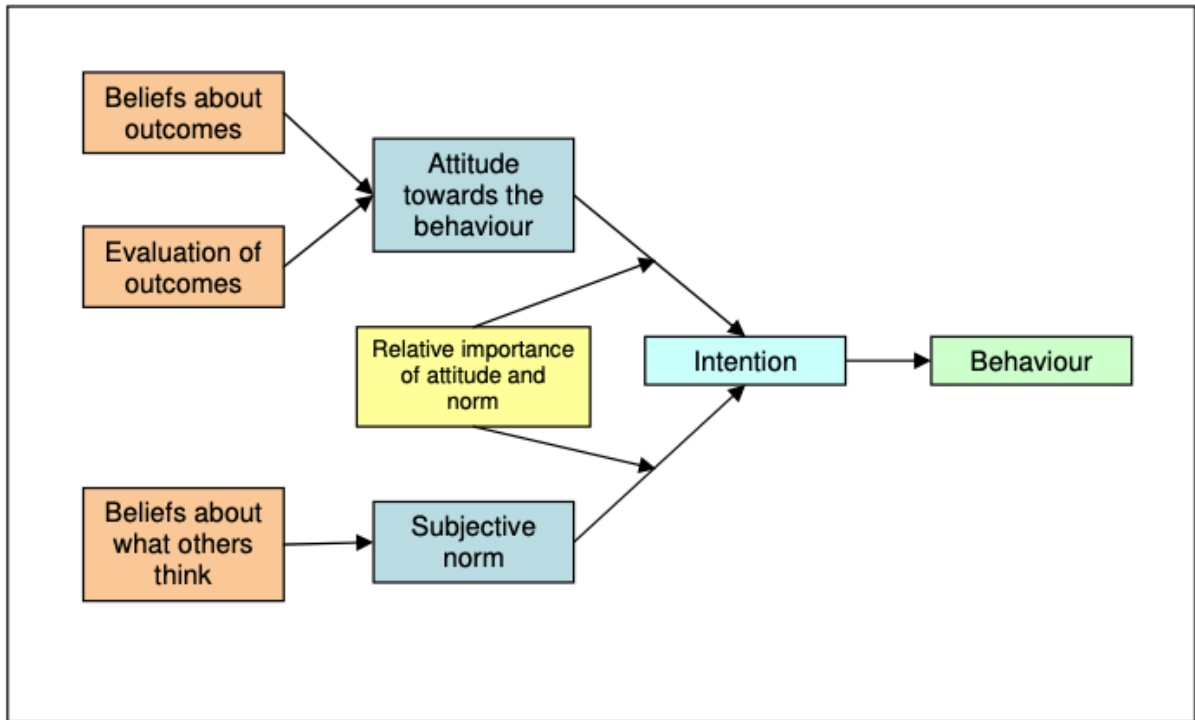 Beliefs about
outcomes
Attitude
towards the
behaviour
Evaluation of
outcomes
Relative importance
of attitude and
norm
Intention
Behaviour
Beliefs about
what others
think
Subjective
norm